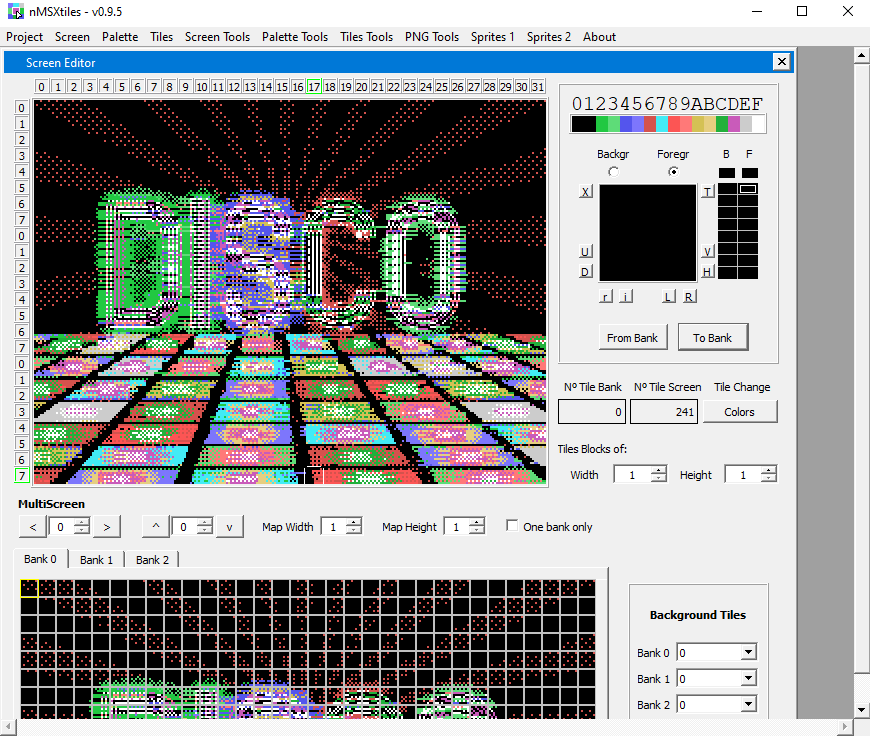 nMSXtiles - v0.9.5
Project Screen Palette Tiles Screen Tools Palette Tools Tiles Tools PNG Tools Sprites 1 Sprites 2 About
Screen Editor
0 1 2 3 4 5 6 7 8 9 10 11 12 13 14 15 16 17 18 19 20 21 22 23 24 25 26 27 28 29 30 31
0
1
2
3
4
5
6
7
0
1
2
3
4
5
6
7
0
1
2
3
4
5
6
7
DISCO
0123456789ABCDEF
Backgr Foregr B F
X T
U V
D H
r i L R
From Bank To Bank
Nº Tile Bank Nº Tile Screen Tile Change
0 241 Colors
Tiles Blocks of:
Width 1 Height 1
MultiScreen
< 0 > ^ 0 v Map Width 1 Map Height 1 One bank only
Bank 0 Bank 1 Bank 2
Background Tiles
Bank 0 0
Bank 1 0
Bank 2 0